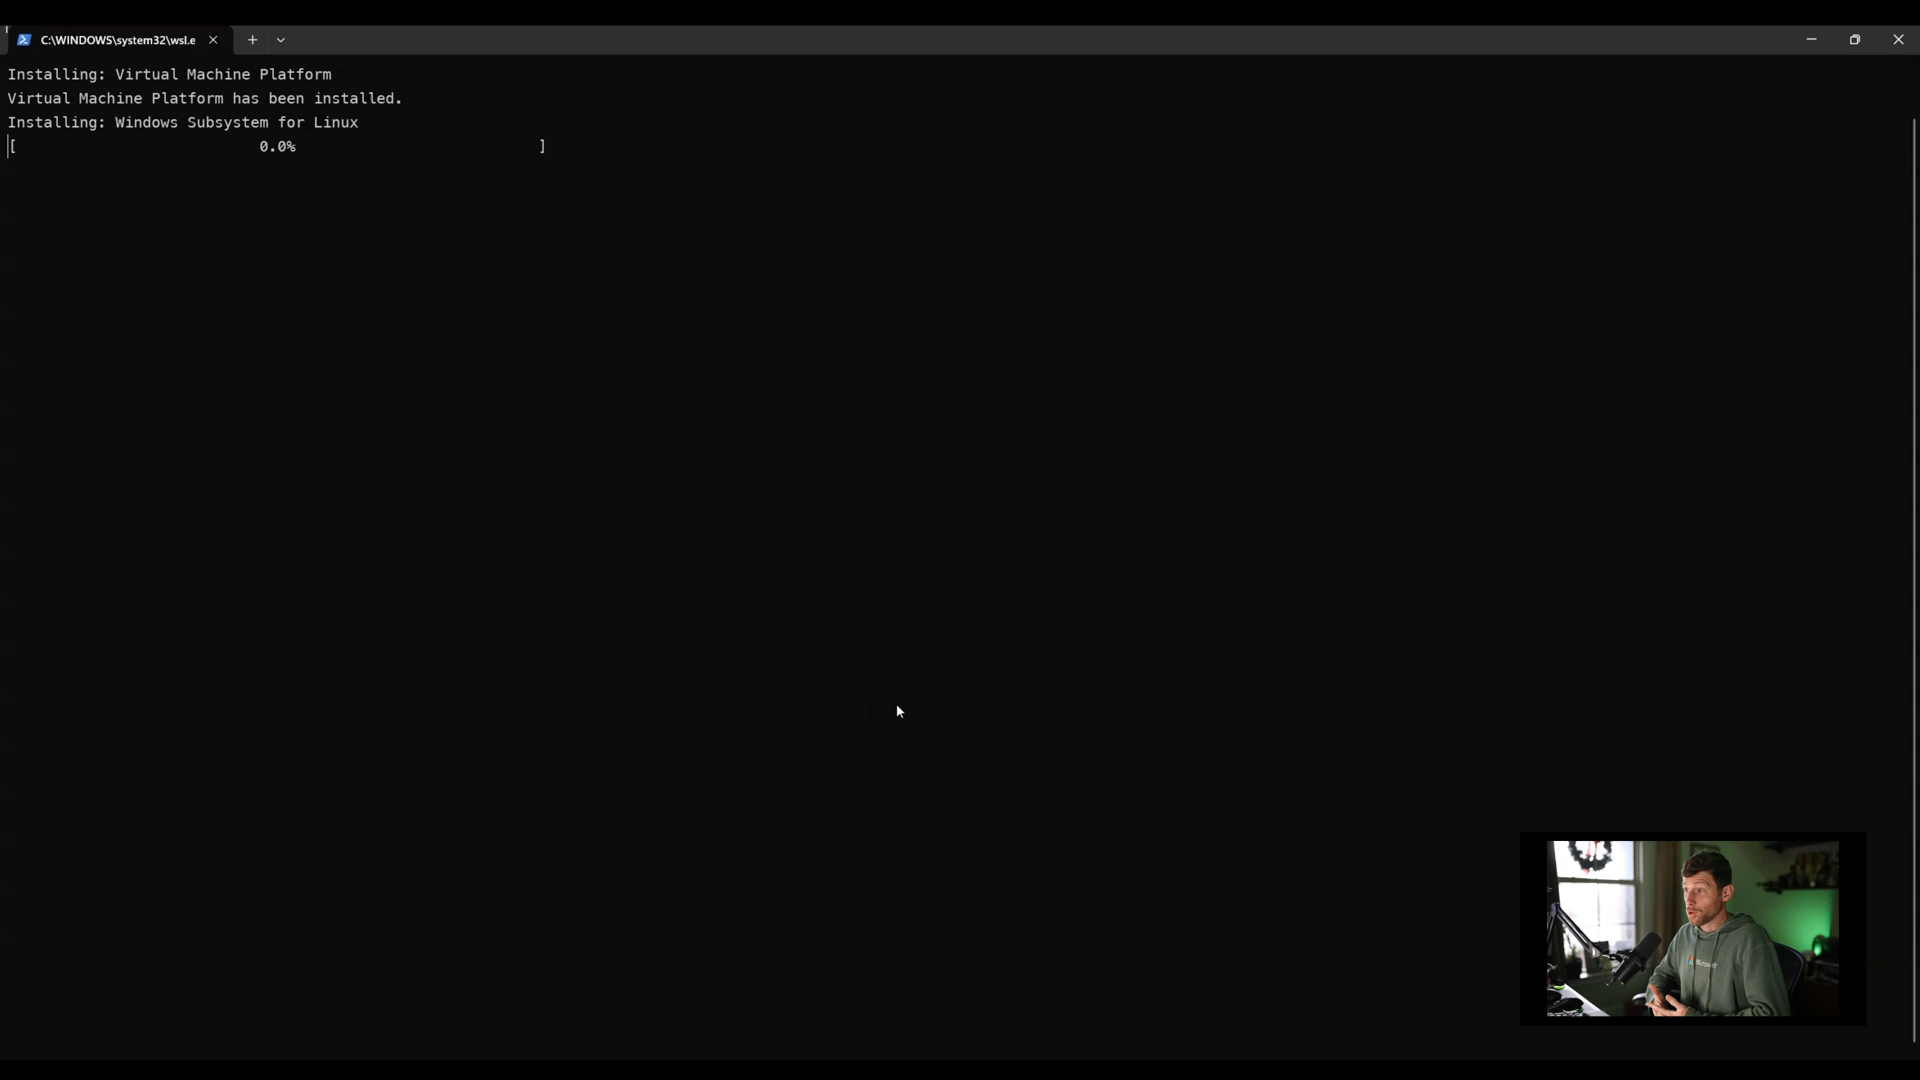 C:\WINDOWS\system32\wsl.e
Installing: Virtual Machine Platform
Virtual Machine Platform has been installed.
Installing: Windows Subsystem for Linux
[ 0.0% ]
Microsoft